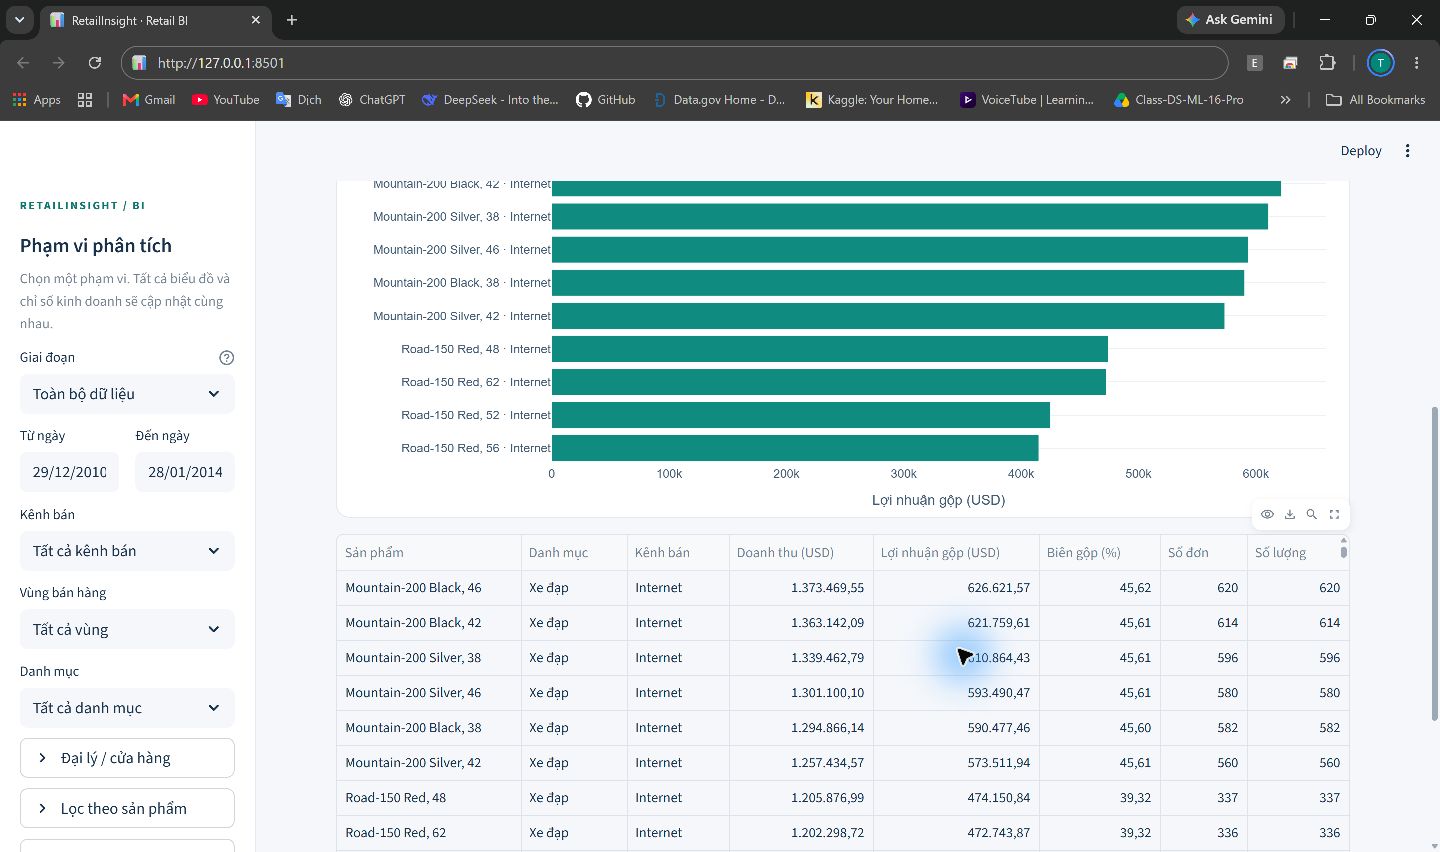 RetailInsight · Retail BI
Ask Gemini
http://127.0.0.1:8501
E
T
Apps
Gmail
YouTube
Dịch
ChatGPT
DeepSeek - Into the...
GitHub
Data.gov Home - D...
Kaggle: Your Home...
VoiceTube | Learnin...
Class-DS-ML-16-Pro
All Bookmarks
Deploy
RETAILINSIGHT / BI
Phạm vi phân tích
Chọn một phạm vi. Tất cả biểu đồ và
chỉ số kinh doanh sẽ cập nhật cùng
nhau.
Giai đoạn
Toàn bộ dữ liệu
Từ ngày Đến ngày
29/12/2010 28/01/2014
Kênh bán
Tất cả kênh bán
Vùng bán hàng
Tất cả vùng
Danh mục
Tất cả danh mục
Đại lý / cửa hàng
Lọc theo sản phẩm
Mountain-200 Black, 42 · Internet
Mountain-200 Silver, 38 · Internet
Mountain-200 Silver, 46 · Internet
Mountain-200 Black, 38 · Internet
Mountain-200 Silver, 42 · Internet
Road-150 Red, 48 · Internet
Road-150 Red, 62 · Internet
Road-150 Red, 52 · Internet
Road-150 Red, 56 · Internet
0 100k 200k 300k 400k 500k 600k
Lợi nhuận gộp (USD)
Sản phẩm Danh mục Kênh bán Doanh thu (USD) Lợi nhuận gộp (USD) Biên gộp (%) Số đơn Số lượng
Mountain-200 Black, 46 Xe đạp Internet 1.373.469,55 626.621,57 45,62 620 620
Mountain-200 Black, 42 Xe đạp Internet 1.363.142,09 621.759,61 45,61 614 614
Mountain-200 Silver, 38 Xe đạp Internet 1.339.462,79 610.864,43 45,61 596 596
Mountain-200 Silver, 46 Xe đạp Internet 1.301.100,10 593.490,47 45,61 580 580
Mountain-200 Black, 38 Xe đạp Internet 1.294.866,14 590.477,46 45,60 582 582
Mountain-200 Silver, 42 Xe đạp Internet 1.257.434,57 573.511,94 45,61 560 560
Road-150 Red, 48 Xe đạp Internet 1.205.876,99 474.150,84 39,32 337 337
Road-150 Red, 62 Xe đạp Internet 1.202.298,72 472.743,87 39,32 336 336